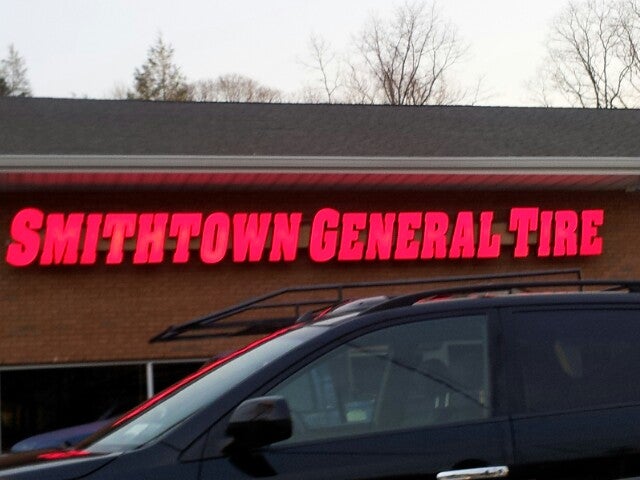 SMITHTOWN GENERAL TIRE